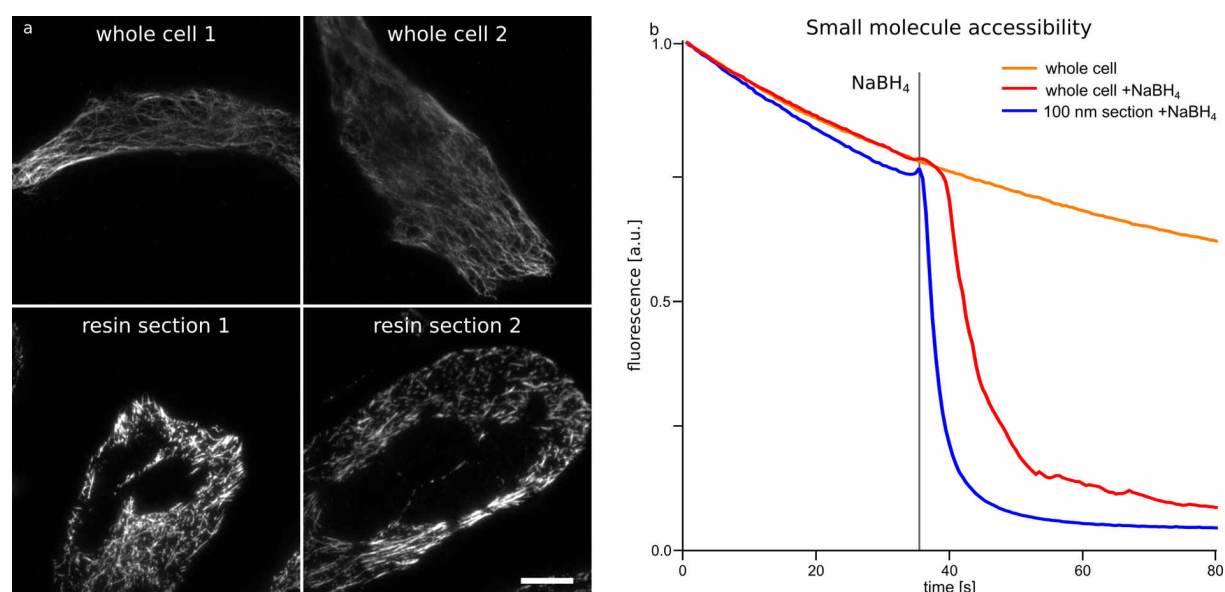 a
whole cell 1
whole cell 2
resin section 1
resin section 2
b
Small molecule accessibility
NaBH₄
whole cell
whole cell +NaBH₄
100 nm section +NaBH₄
fluorescence [a.u.]
1.0
0.5
0.0
0
20
40
60
80
time [s]